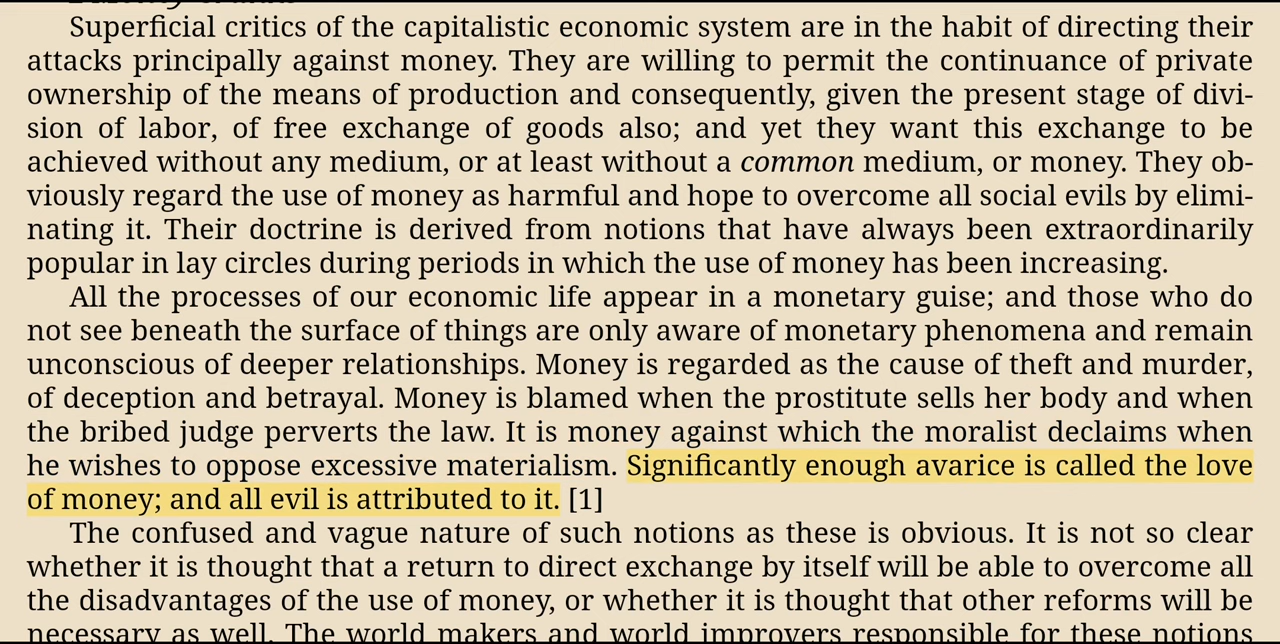 Superficial critics of the capitalistic economic system are in the habit of directing their
attacks principally against money. They are willing to permit the continuance of private
ownership of the means of production and consequently, given the present stage of divi-
sion of labor, of free exchange of goods also; and yet they want this exchange to be
achieved without any medium, or at least without a common medium, or money. They ob-
viously regard the use of money as harmful and hope to overcome all social evils by elimi-
nating it. Their doctrine is derived from notions that have always been extraordinarily
popular in lay circles during periods in which the use of money has been increasing.
All the processes of our economic life appear in a monetary guise; and those who do
not see beneath the surface of things are only aware of monetary phenomena and remain
unconscious of deeper relationships. Money is regarded as the cause of theft and murder,
of deception and betrayal. Money is blamed when the prostitute sells her body and when
the bribed judge perverts the law. It is money against which the moralist declaims when
he wishes to oppose excessive materialism. Significantly enough avarice is called the love
of money; and all evil is attributed to it. [1]
The confused and vague nature of such notions as these is obvious. It is not so clear
whether it is thought that a return to direct exchange by itself will be able to overcome all
the disadvantages of the use of money, or whether it is thought that other reforms will be
necessary as well. The world makers and world improvers responsible for these notions